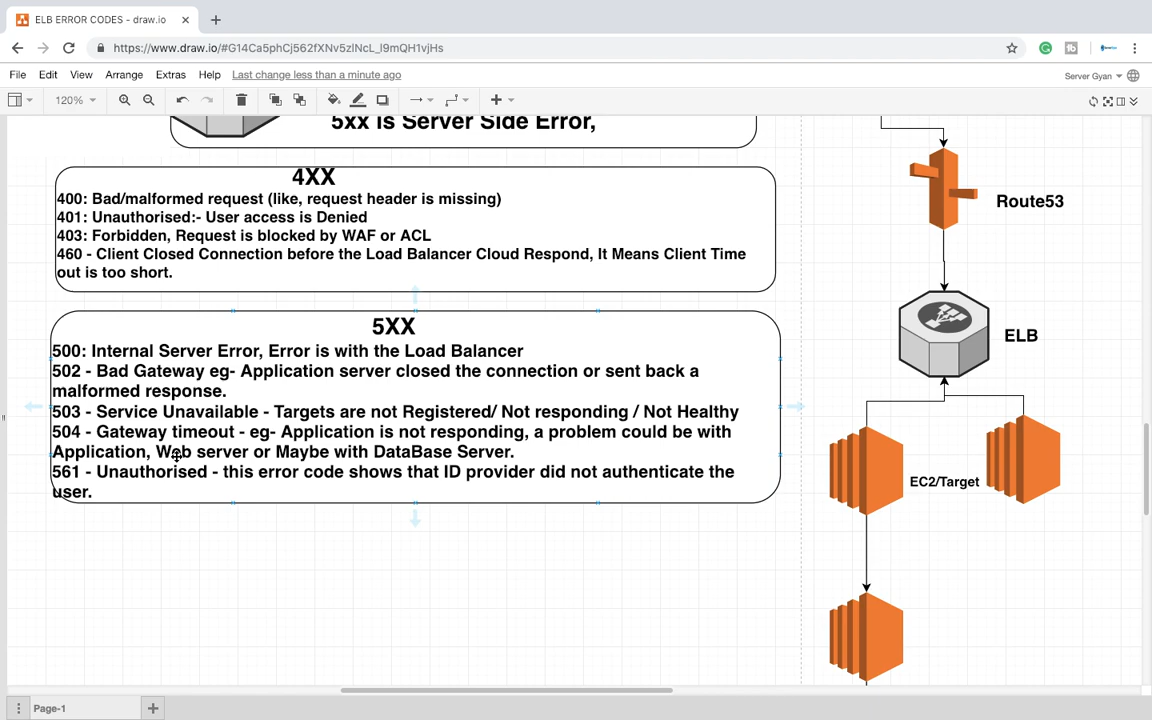 ELB ERROR CODES - draw.io
https://www.draw.io/#G14Ca5phCj562fXNv5zlNcL_l9mQH1vjHs
File Edit View Arrange Extras Help Last change less than a minute ago
Server Gyan
120%
5xx is Server Side Error,
4XX
400: Bad/malformed request (like, request header is missing)
401: Unauthorised:- User access is Denied
403: Forbidden, Request is blocked by WAF or ACL
460 - Client Closed Connection before the Load Balancer Cloud Respond, It Means Client Time
out is too short.
5XX
500: Internal Server Error, Error is with the Load Balancer
502 - Bad Gateway eg- Application server closed the connection or sent back a
malformed response.
503 - Service Unavailable - Targets are not Registered/ Not responding / Not Healthy
504 - Gateway timeout - eg- Application is not responding, a problem could be with
Application, Web server or Maybe with DataBase Server.
561 - Unauthorised - this error code shows that ID provider did not authenticate the
user.
Route53
ELB
EC2/Target
Page-1